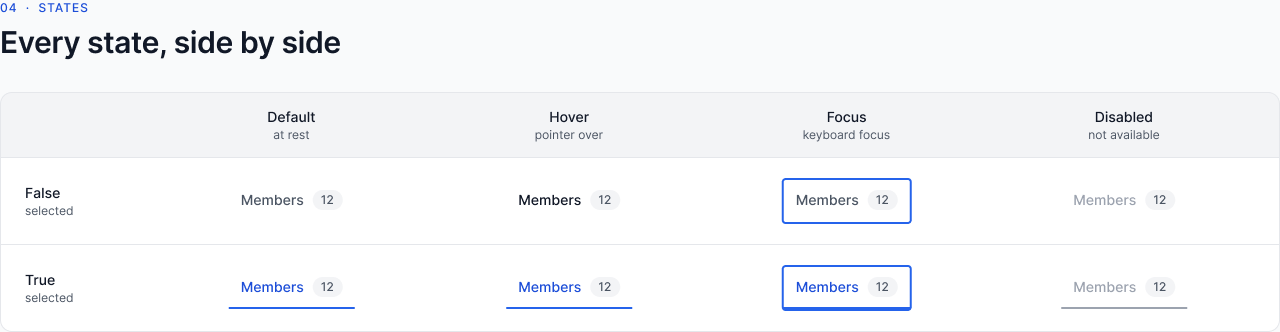 04 · STATES
Every state, side by side
Default Hover Focus Disabled
at rest pointer over keyboard focus not available
False
selected
Members 12 Members 12 Members 12 Members 12
True
selected
Members 12 Members 12 Members 12 Members 12